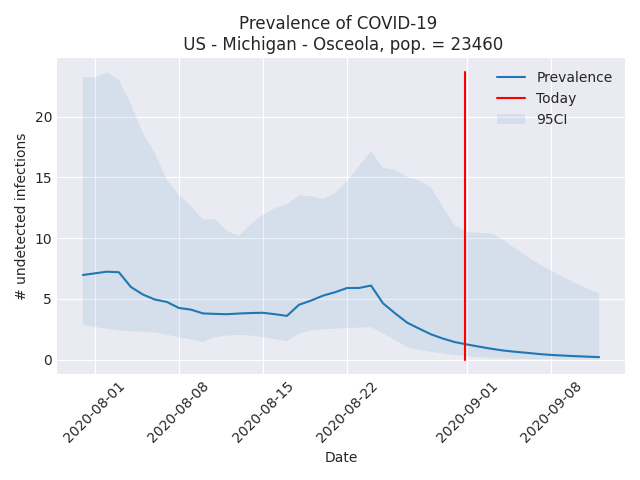 Prevalence of COVID-19
US - Michigan - Osceola, pop. = 23460
# undetected infections
20
15
10
5
0
Prevalence
Today
95CI
2020-08-01
2020-08-08
2020-08-15
2020-08-22
2020-09-01
2020-09-08
Date